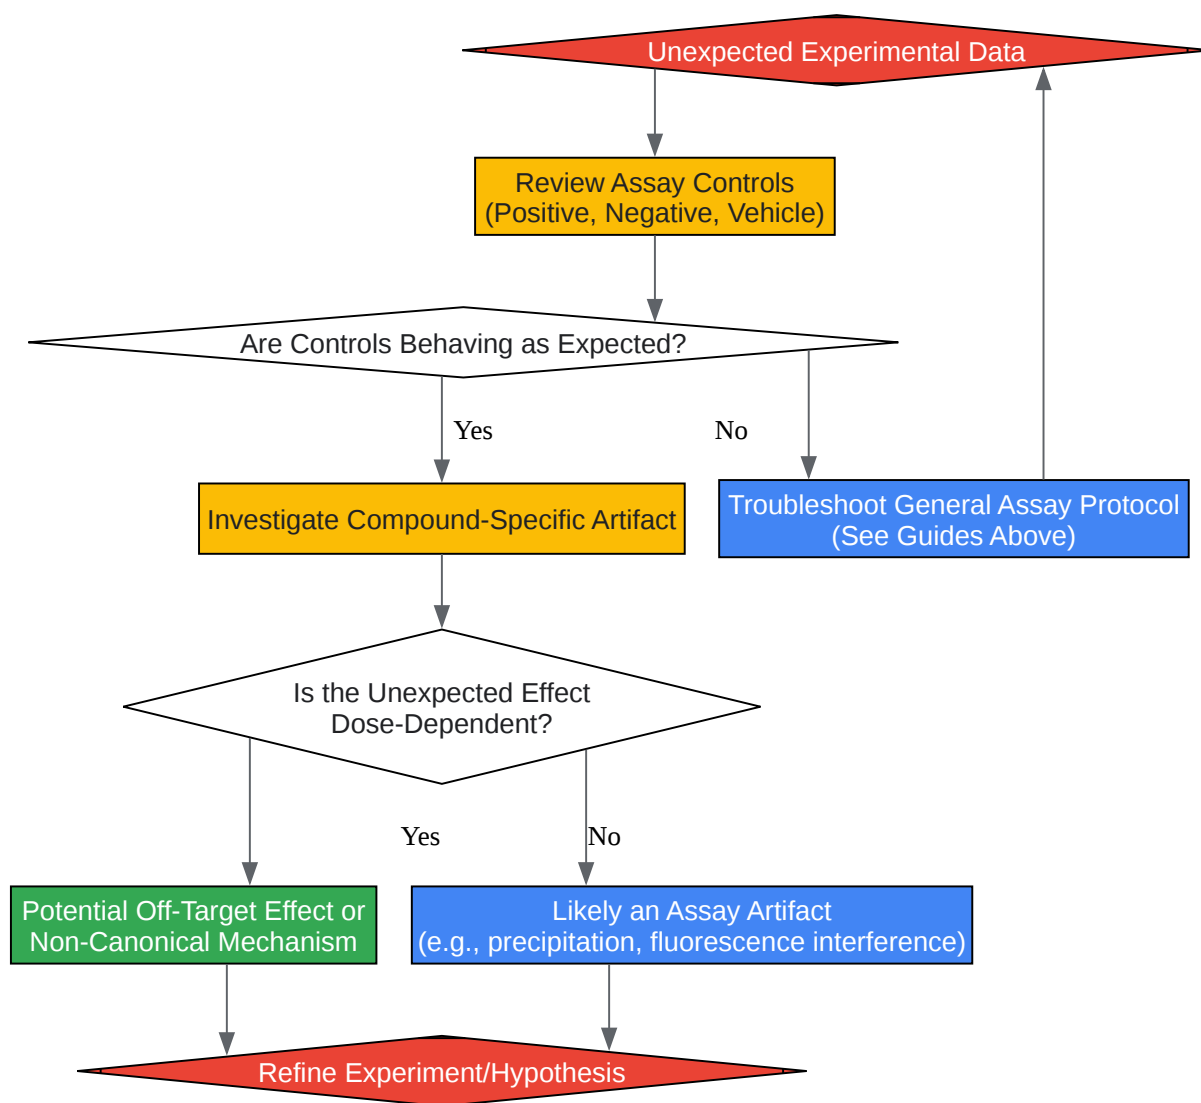 Unexpected Experimental Data
Review Assay Controls
(Positive, Negative, Vehicle)
Are Controls Behaving as Expected?
Yes
No
Investigate Compound-Specific Artifact
Troubleshoot General Assay Protocol
(See Guides Above)
Is the Unexpected Effect
Dose-Dependent?
Yes
No
Potential Off-Target Effect or
Non-Canonical Mechanism
Likely an Assay Artifact
(e.g., precipitation, fluorescence interference)
Refine Experiment/Hypothesis